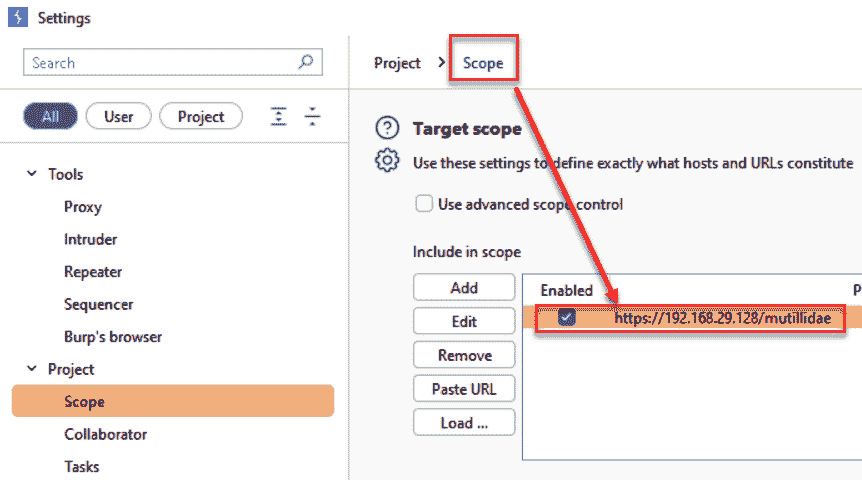 Settings
Search
All User Project
Tools
Proxy
Intruder
Repeater
Sequencer
Burp's browser
Project
Scope
Collaborator
Tasks
Project > Scope
Target scope
Use these settings to define exactly what hosts and URLs constitute
Use advanced scope control
Include in scope
Add
Edit
Remove
Paste URL
Load ...
Enabled P
https://192.168.29.128/mutillidae